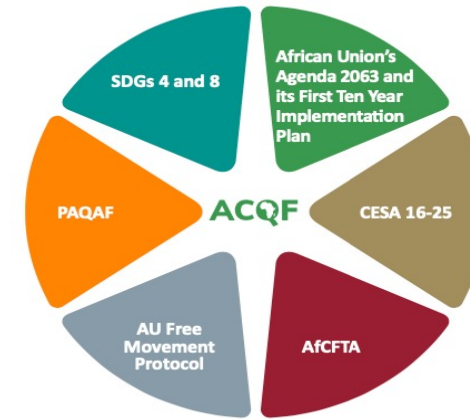 SDGs 4 and 8
African Union’s
Agenda 2063 and
its First Ten Year
Implementation
Plan
PAQAF
ACQF
CESA 16-25
AU Free
Movement
Protocol
AfCFTA